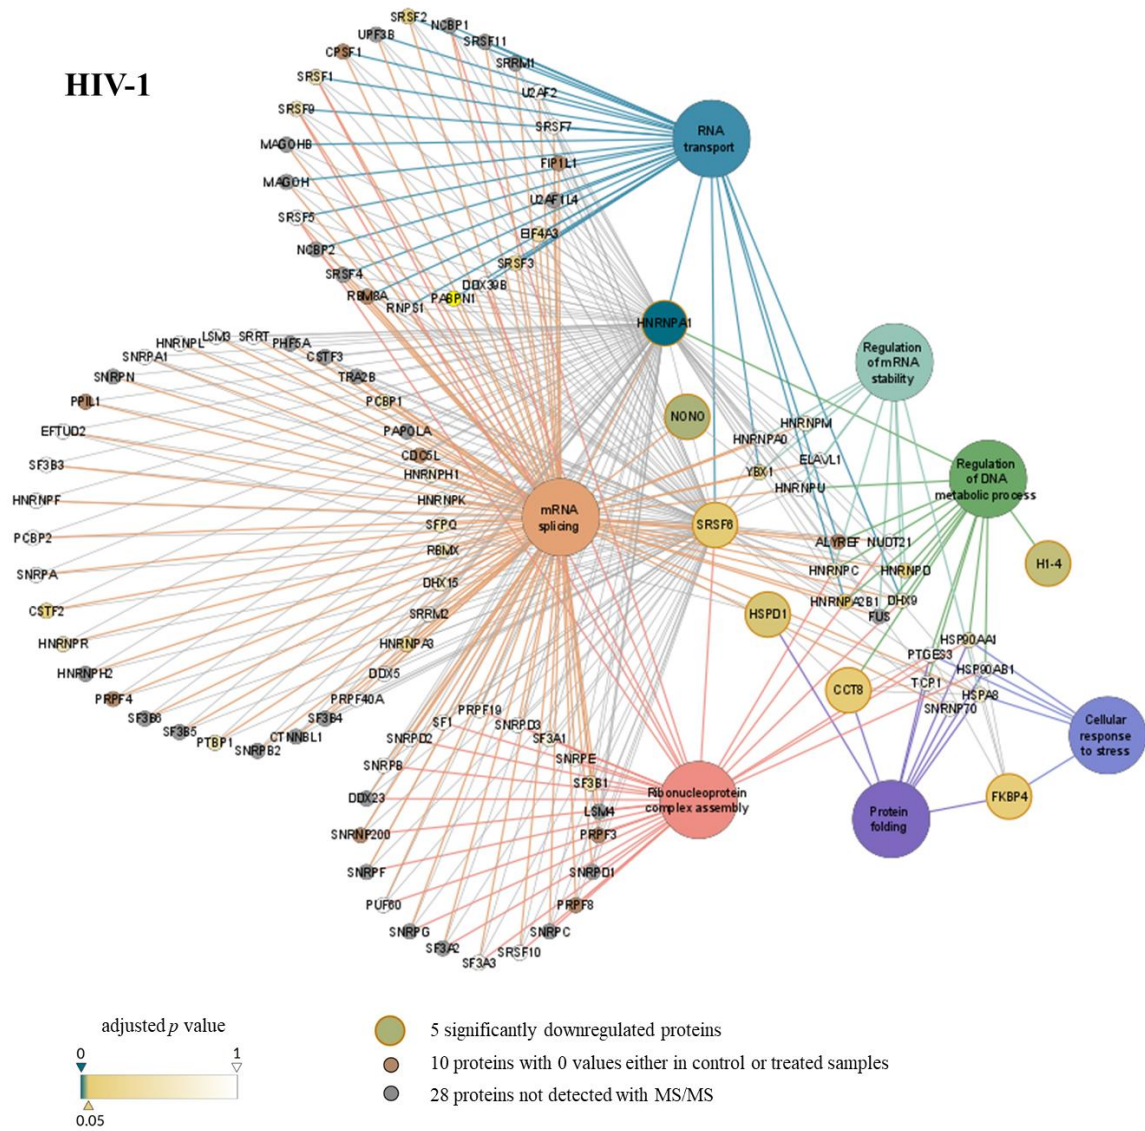 HIV-1
SRSF2
NCBP1
UPF3B
SRSF11
CPSF1
SRRM1
SRSF1
U2AF2
SRSF9
SRSF7
MAGOHB
FIP1L1
MAGOH
U2AF1L4
SRSF5
EIF4A3
NCBP2
SRSF3
SRSF4
DDX39B
RBM8A
PABPN1
RNPS1
RNA
transport
HNRNPA1
Regulation
of mRNA
stability
LSM3
SRRT
HNRNPL
PHF5A
SNRPA1
CSTF3
SNRPN
TRA2B
PPIL1
PCBP1
EFTUD2
PAPOLA
SF3B3
CDC5L
HNRNPH1
HNRNPF
HNRNPK
PCBP2
SFPQ
RBMX
SNRPA
DHX15
CSTF2
SRRM2
HNRNPR
HNRNPA3
HNRNPH2
DDX5
PRPF4
PRPF40A
SF3B6
SF3B4
SF3B5
CTNNBL1
PTBP1
SNRPB2
NONO
HNRNPM
HNRNPA0
ELAVL1
YBX1
HNRNPU
Regulation
of DNA
metabolic process
mRNA
splicing
SRSF6
ALYREF
NUDT21
HNRNPC
HNRNPD
H1-4
HNRNPA2B1
DHX9
FUS
HSPD1
HSP90AA1
PTGES3
HSP90AB1
TCP1
HSPA8
SNRNP70
CCT8
Cellular
response
to stress
PRPF19
SF1
SNRPD3
SNRPD2
SF3A1
SNRPB
SNRPE
SF3B1
DDX23
LSM4
SNRNP200
PRPF3
SNRPF
SNRPD1
PUF60
PRPF8
SNRPG
SNRPC
SF3A2
SRSF10
SF3A3
Ribonucleoprotein
complex assembly
Protein
folding
FKBP4
adjusted p value
0
1
0.05
5 significantly downregulated proteins
10 proteins with 0 values either in control or treated samples
28 proteins not detected with MS/MS